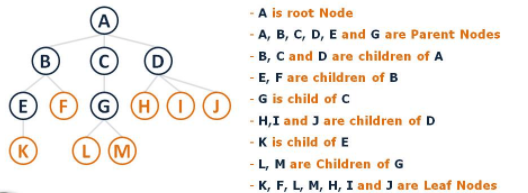 A
B C D
E F G H I J
K L M
- A is root Node
- A, B, C, D, E and G are Parent Nodes
- B, C and D are children of A
- E, F are children of B
- G is child of C
- H,I and J are children of D
- K is child of E
- L, M are Children of G
- K, F, L, M, H, I and J are Leaf Nodes